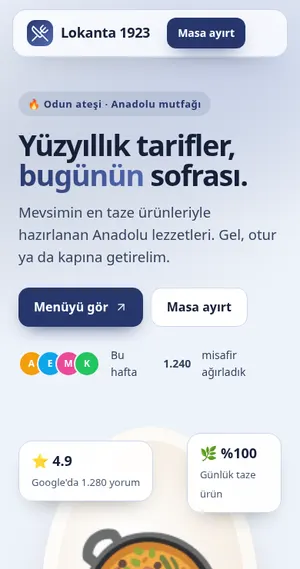 Lokanta 1923
Masa ayırt
🔥 Odun ateşi · Anadolu mutfağı
Yüzyıllık tarifler,
bugünün sofrası.
Mevsimin en taze ürünleriyle
hazırlanan Anadolu lezzetleri. Gel, otur
ya da kapına getirelim.
Menüyü gör ↗
Masa ayırt
A E M K
Bu hafta 1.240 misafir ağırladık
⭐ 4.9
Google'da 1.280 yorum
🌿 %100
Günlük taze
ürün